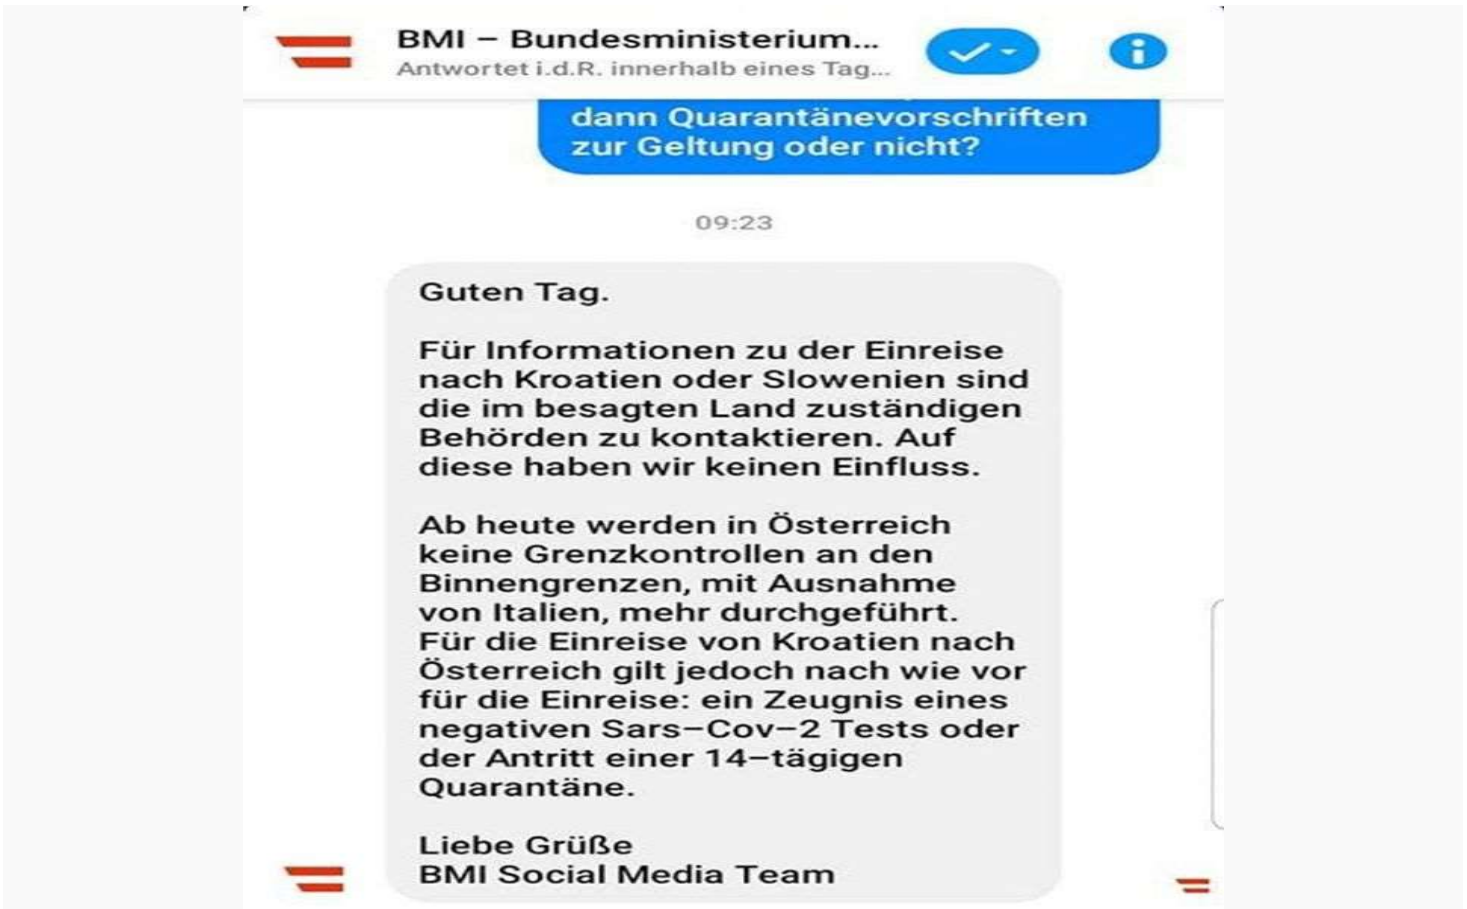 BMI – Bundesministerium...
Antwortet i.d.R. innerhalb eines Tag...
dann Quarantänevorschriften
zur Geltung oder nicht?
09:23
Guten Tag.
Für Informationen zu der Einreise
nach Kroatien oder Slowenien sind
die im besagten Land zuständigen
Behörden zu kontaktieren. Auf
diese haben wir keinen Einfluss.
Ab heute werden in Österreich
keine Grenzkontrollen an den
Binnengrenzen, mit Ausnahme
von Italien, mehr durchgeführt.
Für die Einreise von Kroatien nach
Österreich gilt jedoch nach wie vor
für die Einreise: ein Zeugnis eines
negativen Sars–Cov–2 Tests oder
der Antritt einer 14–tägigen
Quarantäne.
Liebe Grüße
BMI Social Media Team